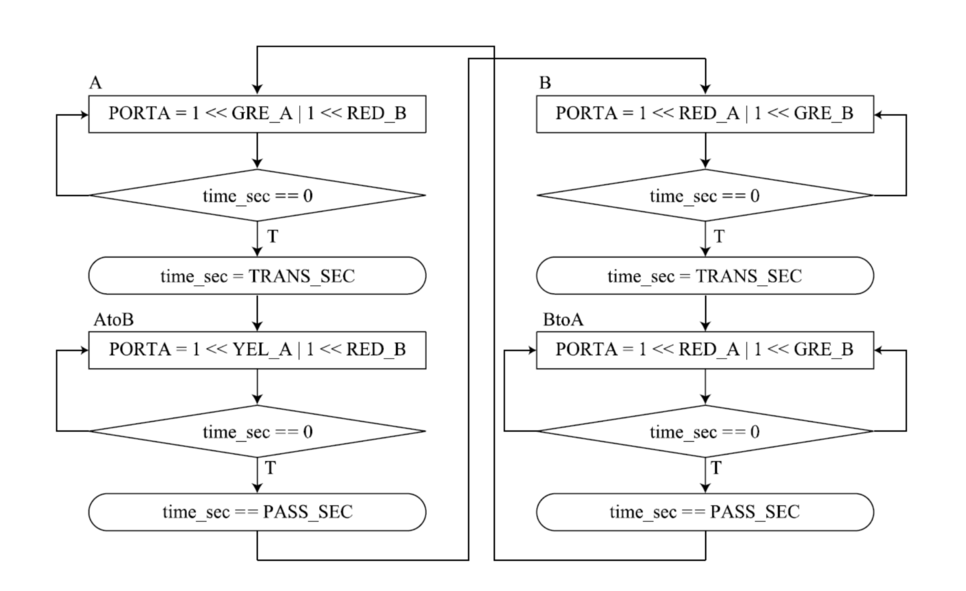 A
PORTA = 1 << GRE_A | 1 << RED_B
time_sec == 0
T
time_sec = TRANS_SEC
AtoB
PORTA = 1 << YEL_A | 1 << RED_B
time_sec == 0
T
time_sec == PASS_SEC
B
PORTA = 1 << RED_A | 1 << GRE_B
time_sec == 0
T
time_sec = TRANS_SEC
BtoA
PORTA = 1 << RED_A | 1 << GRE_B
time_sec == 0
T
time_sec == PASS_SEC